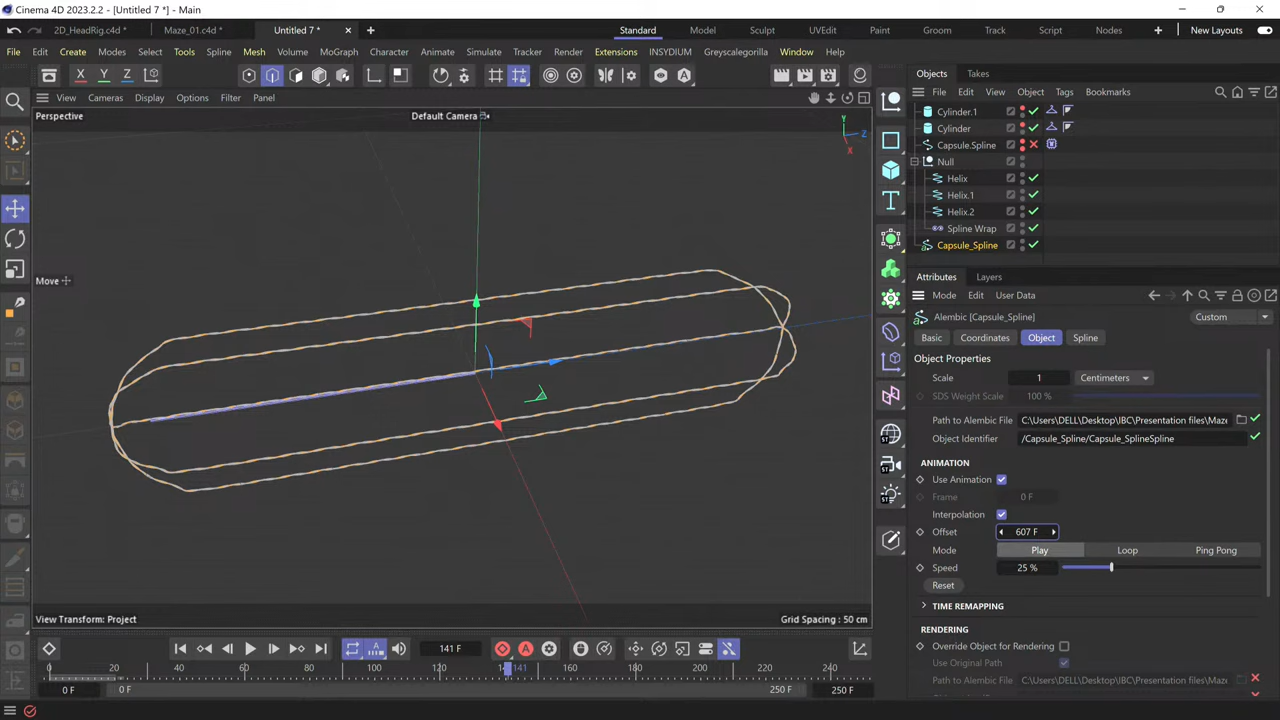 Cinema 4D 2023.2.2 - [Untitled 7 *] - Main
2D_HeadRig.c4d * Maze_01.c4d * Untitled 7 * Standard Model Sculpt UVEdit Paint Groom Track Script Nodes New Layouts
File Edit Create Modes Select Tools Spline Mesh Volume MoGraph Character Animate Simulate Tracker Render Extensions INSYDIUM Greyscalegorilla Window Help
X Y Z
Objects Takes
View Cameras Display Options Filter Panel
File Edit View Object Tags Bookmarks
Perspective Default Camera
Y
Z
X
Cylinder.1
Cylinder
Capsule.Spline
Null
Helix
Helix.1
Helix.2
Spline Wrap
Capsule_Spline
Move
Attributes Layers
Mode Edit User Data
Alembic [Capsule_Spline] Custom
Basic Coordinates Object Spline
Object Properties
Scale 1 Centimeters
SDS Weight Scale 100 %
Path to Alembic File C:\Users\DELL\Desktop\IBC\Presentation files\Maze
Object Identifier /Capsule_Spline/Capsule_SplineSpline
ANIMATION
Use Animation
Frame 0 F
Interpolation
Offset 607 F
Mode Play Loop Ping Pong
Speed 25 %
Reset
TIME REMAPPING
View Transform: Project Grid Spacing : 50 cm
RENDERING
Override Object for Rendering
Use Original Path
Path to Alembic File C:\Users\DELL\Desktop\IBC\Presentation files\Maze
141 F
0 20 40 60 80 100 120 141 160 180 200 220 240
0 F 0 F 250 F 250 F